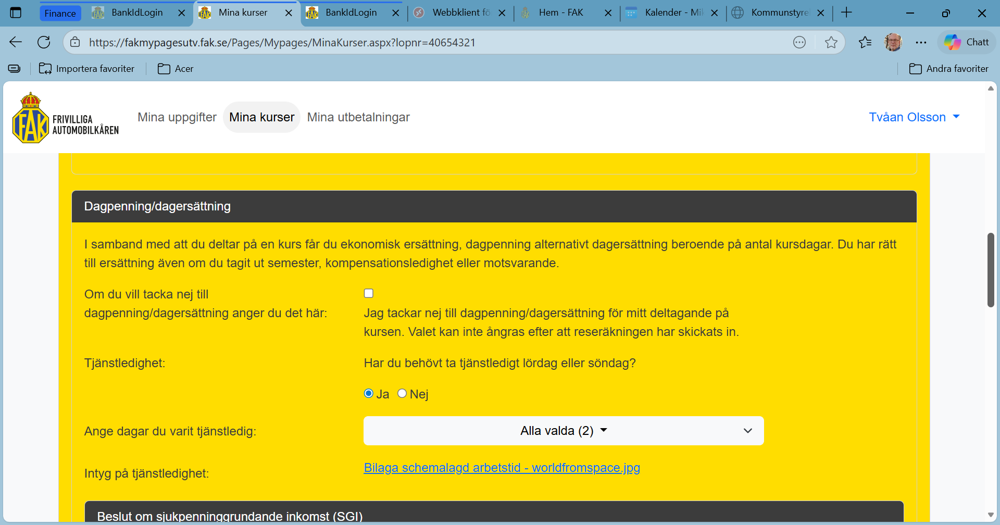 Finance
BankIdLogin
Mina kurser
BankIdLogin
Webbklient fö
Hem - FAK
Kalender - Mik
Kommunstyrel
https://fakmypagesutv.fak.se/Pages/Mypages/MinaKurser.aspx?lopnr=40654321
Chatt
Importera favoriter
Acer
Andra favoriter
FAK
FRIVILLIGA
AUTOMOBILKÅREN
Mina uppgifter
Mina kurser
Mina utbetalningar
Tvåan Olsson
Dagpenning/dagersättning
I samband med att du deltar på en kurs får du ekonomisk ersättning, dagpenning alternativt dagersättning beroende på antal kursdagar. Du har rätt
till ersättning även om du tagit ut semester, kompensationsledighet eller motsvarande.
Om du vill tacka nej till
dagpenning/dagersättning anger du det här:
Jag tackar nej till dagpenning/dagersättning för mitt deltagande på
kursen. Valet kan inte ångras efter att reseräkningen har skickats in.
Tjänstledighet:
Har du behövt ta tjänstledigt lördag eller söndag?
Ja
Nej
Ange dagar du varit tjänstledig:
Alla valda (2)
Intyg på tjänstledighet:
Bilaga schemalagd arbetstid - worldfromspace.jpg
Beslut om sjukpenninggrundande inkomst (SGI)